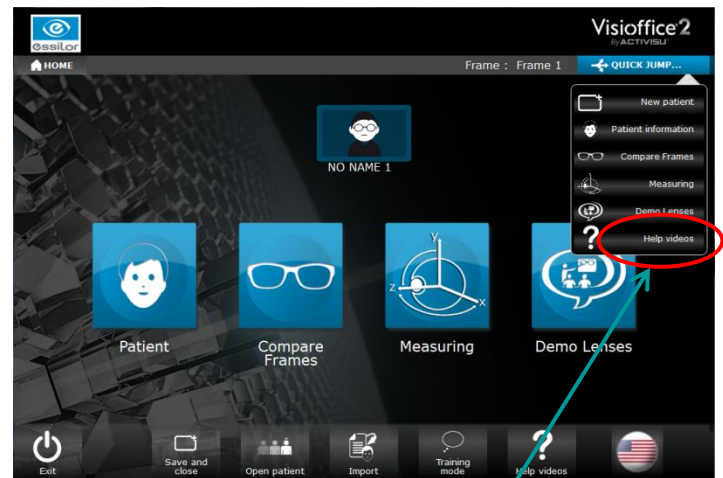 essilor
Visioffice 2
By ACTIVISU
HOME
Frame : Frame 1
QUICK JUMP...
New patient
Patient information
Compare Frames
Measuring
Demo Lenses
Help videos
NO NAME 1
y
z
x
Patient
Compare
Frames
Measuring
Demo Lenses
Exit
Save and
close
Open patient
Import
Training
mode
Help videos